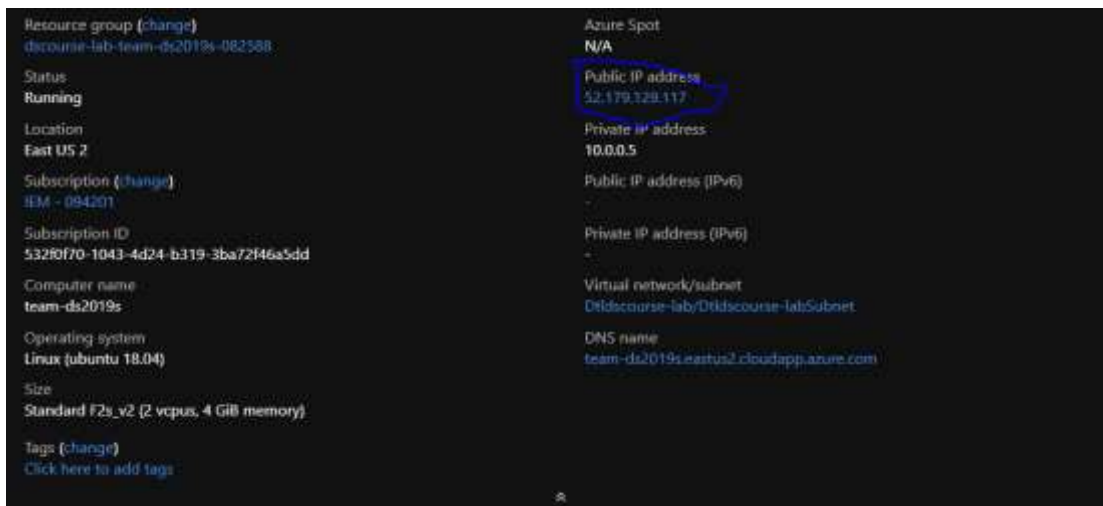 Resource group (change)
dscourse-lab-team-ds2019s-082588
Status
Running
Location
East US 2
Subscription (change)
IEM - 094201
Subscription ID
532f0f70-1043-4d24-b319-3ba72f46a5dd
Computer name
team-ds2019s
Operating system
Linux (ubuntu 18.04)
Size
Standard F2s_v2 (2 vcpus, 4 GiB memory)
Tags (change)
Click here to add tags
Azure Spot
N/A
Public IP address
52.179.129.117
Private IP address
10.0.0.5
Public IP address (IPv6)
-
Private IP address (IPv6)
-
Virtual network/subnet
Dtldscourse-lab/Dtldscourse-labSubnet
DNS name
team-ds2019s.eastus2.cloudapp.azure.com